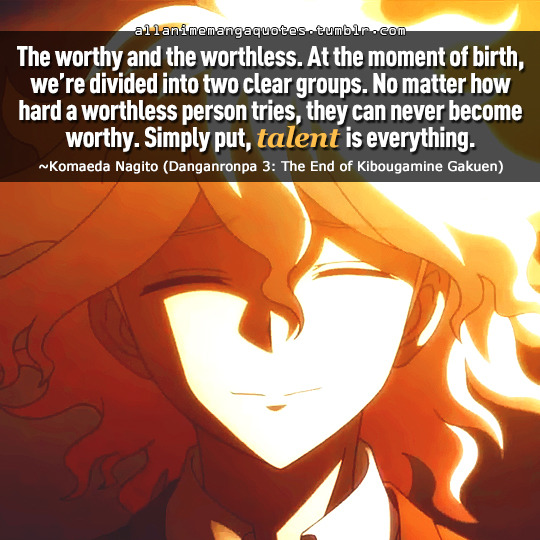 allanimemangaquotes.tumblr.com
The worthy and the worthless. At the moment of birth,
we're divided into two clear groups. No matter how
hard a worthless person tries, they can never become
worthy. Simply put, talent is everything.
~Komaeda Nagito (Danganronpa 3: The End of Kibougamine Gakuen)